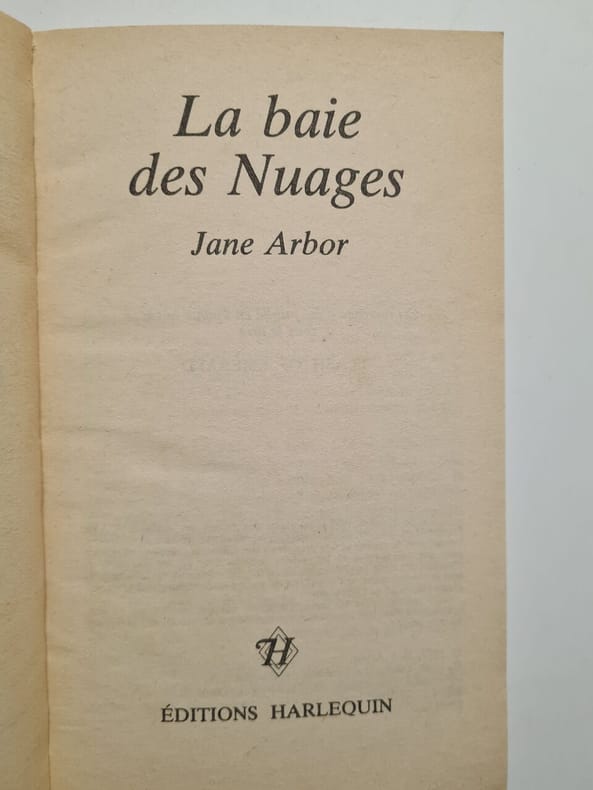 La baie
des Nuages
Jane Arbor
H
ÉDITIONS HARLEQUIN